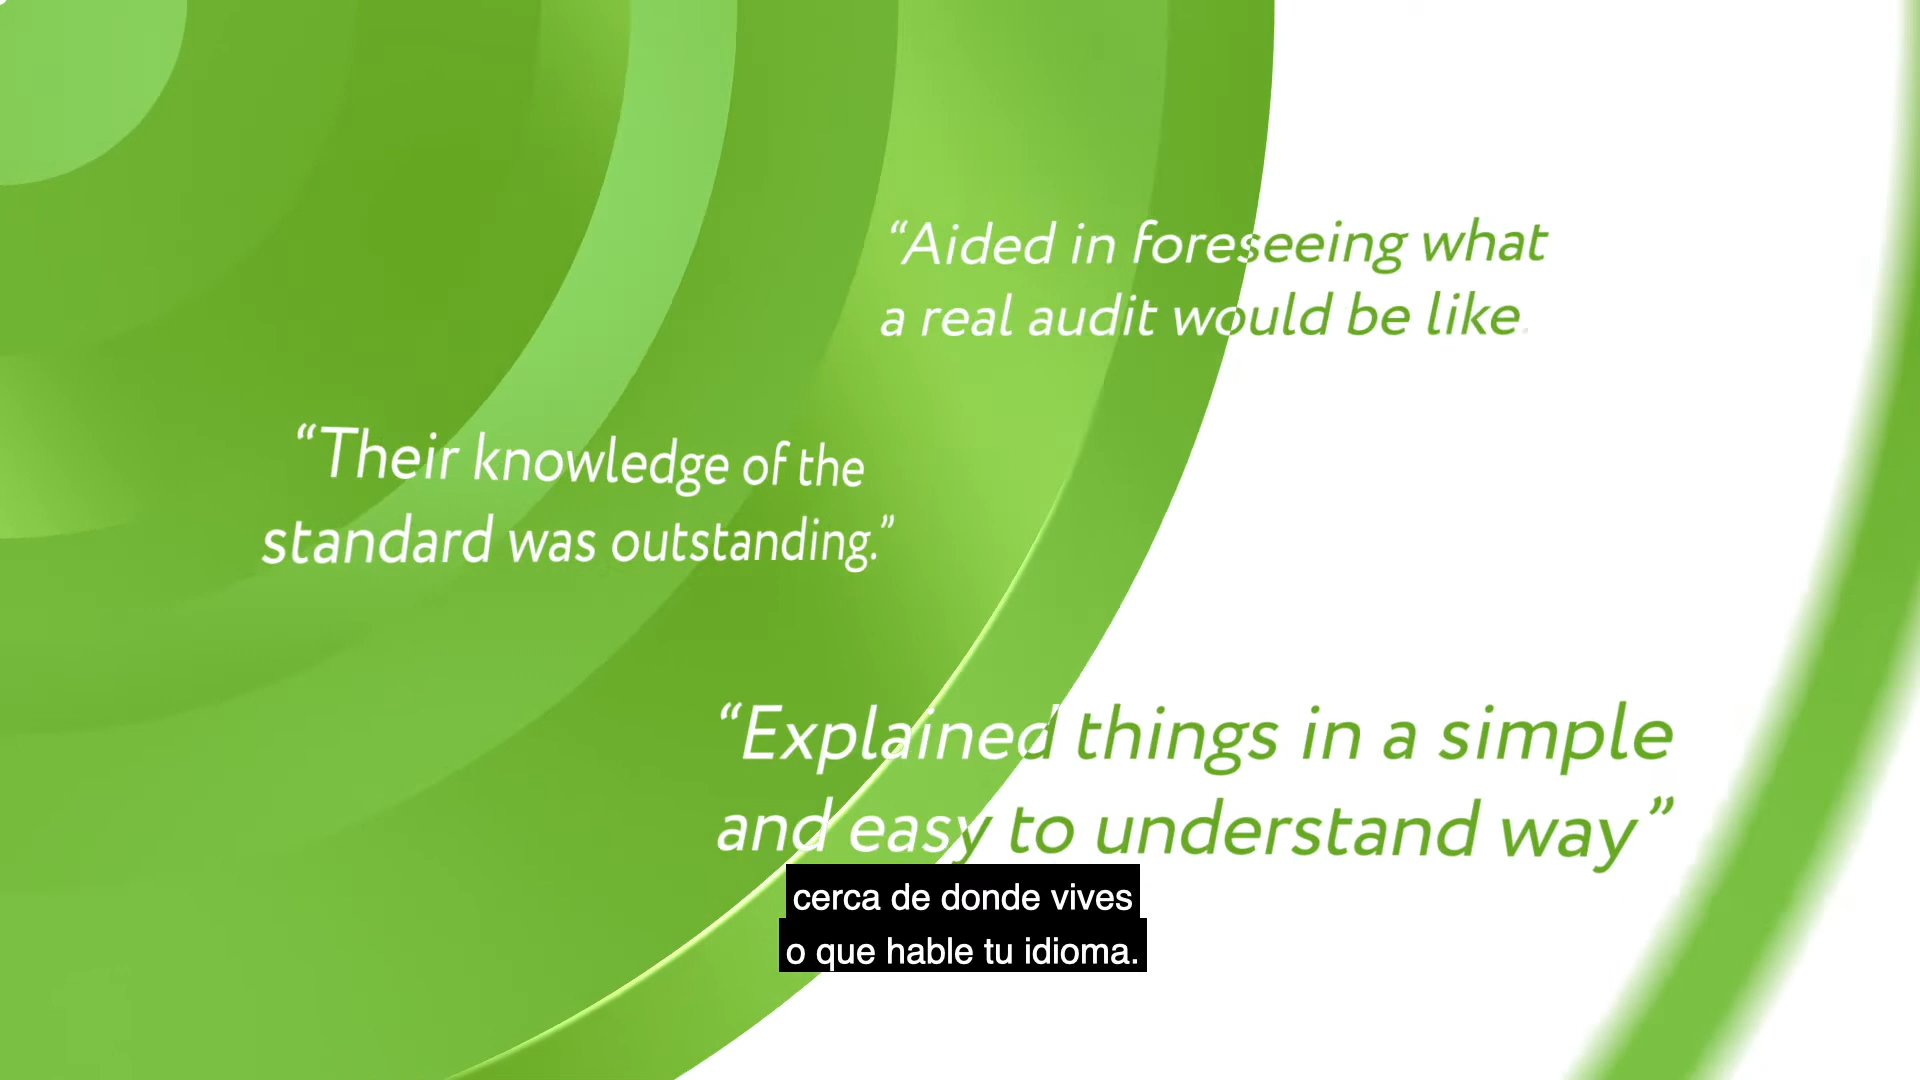 “Aided in foreseeing what
a real audit would be like.
“Their knowledge of the
standard was outstanding.”
“Explained things in a simple
and easy to understand way”
cerca de donde vives
o que hable tu idioma.